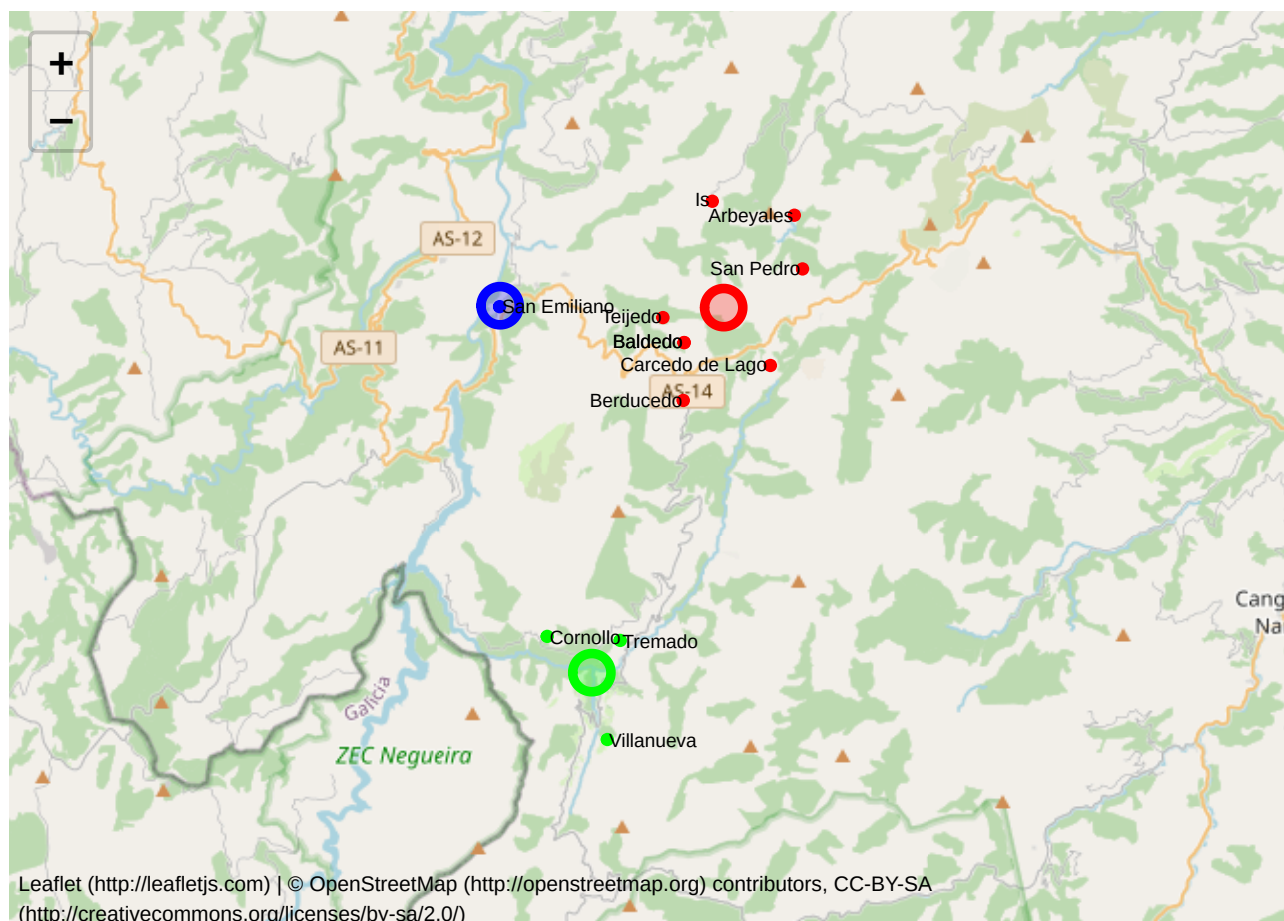 +
−
Is
Arbeyales
AS-12
San Pedro
San Emiliano
Teijedo
Baldedo
AS-11
Carcedo de Lago
AS-14
Berducedo
Cang
Nar
Cornollo
Tremado
Galicia
Villanueva
ZEC Negueira
Leaflet (http://leafletjs.com) | © OpenStreetMap (http://openstreetmap.org) contributors, CC-BY-SA
(http://creativecommons.org/licenses/by-sa/2.0/)